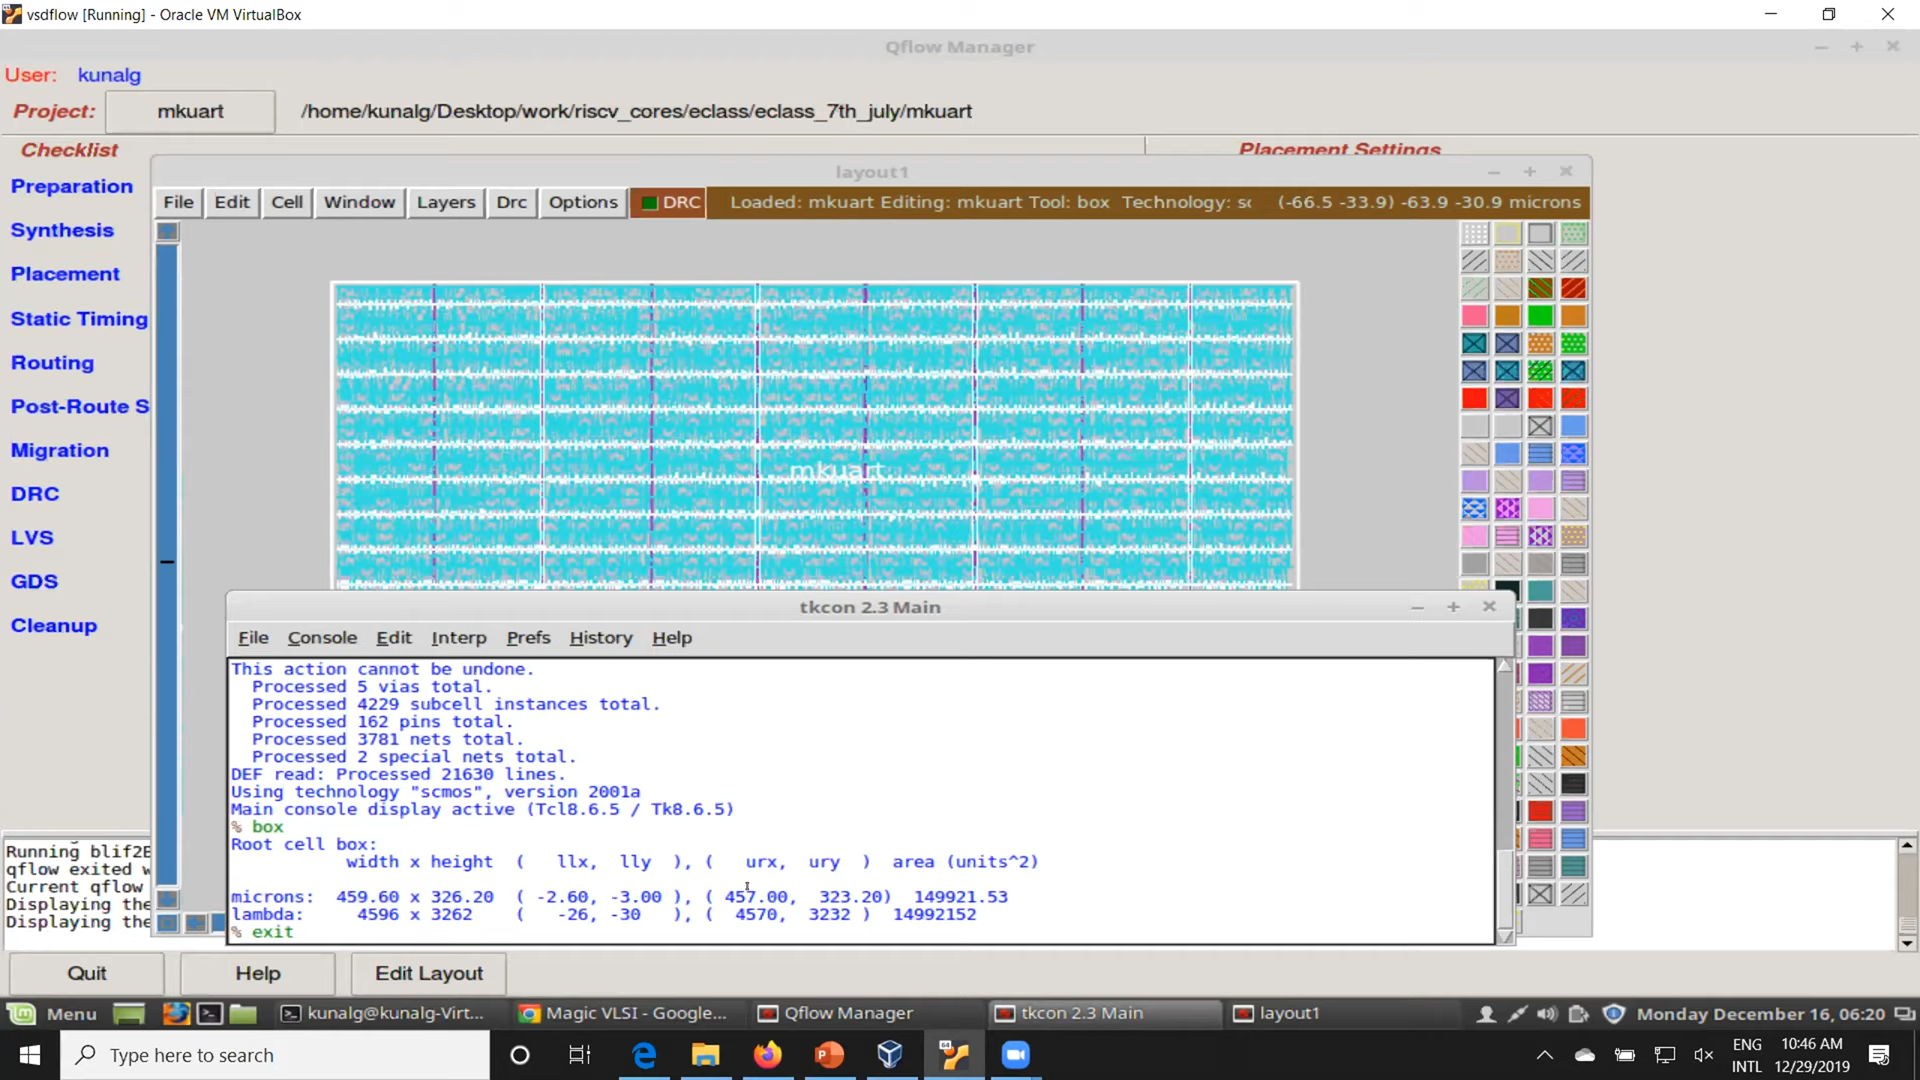 vsdflow [Running] - Oracle VM VirtualBox
Qflow Manager
User: kunalg
Project: mkuart /home/kunalg/Desktop/work/riscv_cores/eclass/eclass_7th_july/mkuart
Checklist
Placement Settings
Preparation
Synthesis
Placement
Static Timing
Routing
Post-Route S
Migration
DRC
LVS
GDS
Cleanup
layout1
File Edit Cell Window Layers Drc Options DRC Loaded: mkuart Editing: mkuart Tool: box Technology: sc (-66.5 -33.9) -63.9 -30.9 microns
mkuart
tkcon 2.3 Main
File Console Edit Interp Prefs History Help
This action cannot be undone.
Processed 5 vias total.
Processed 4229 subcell instances total.
Processed 162 pins total.
Processed 3781 nets total.
Processed 2 special nets total.
DEF read: Processed 21630 lines.
Using technology "scmos", version 2001a
Main console display active (Tcl8.6.5 / Tk8.6.5)
% box
Root cell box:
width x height ( llx, lly ), ( urx, ury ) area (units^2)
microns: 459.60 x 326.20 ( -2.60, -3.00 ), ( 457.00, 323.20) 149921.53
lambda: 4596 x 3262 ( -26, -30 ), ( 4570, 3232 ) 14992152
% exit
Running blif2B
qflow exited w
Current qflow
Displaying the
Displaying the
Quit Help Edit Layout
Menu kunalg@kunalg-Virt... Magic VLSI - Google... Qflow Manager tkcon 2.3 Main layout1 Monday December 16, 06:20
Type here to search
ENG
INTL
10:46 AM
12/29/2019